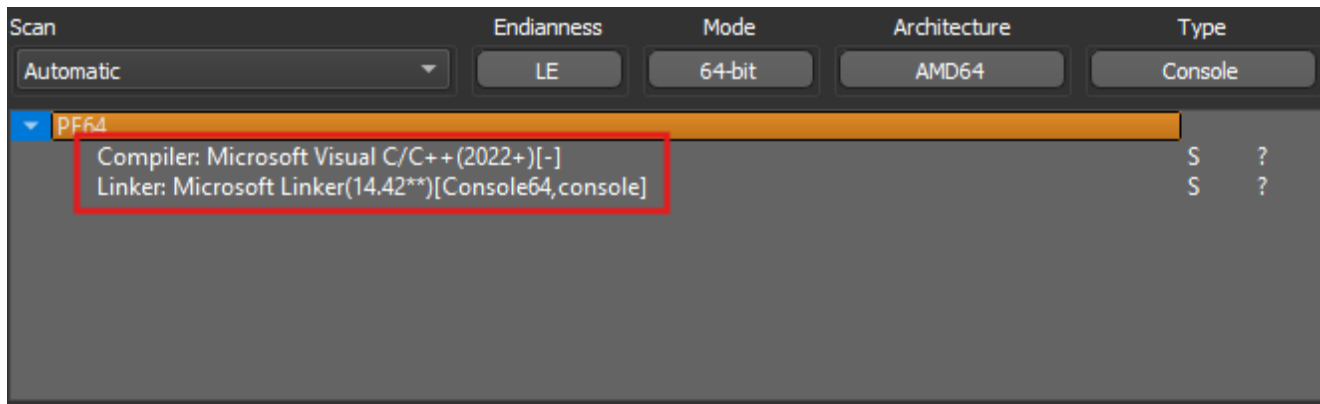 Scan Endianness Mode Architecture Type
Automatic LE 64-bit AMD64 Console
PE64
Compiler: Microsoft Visual C/C++(2022+)[-] S ?
Linker: Microsoft Linker(14.42**)[Console64,console] S ?